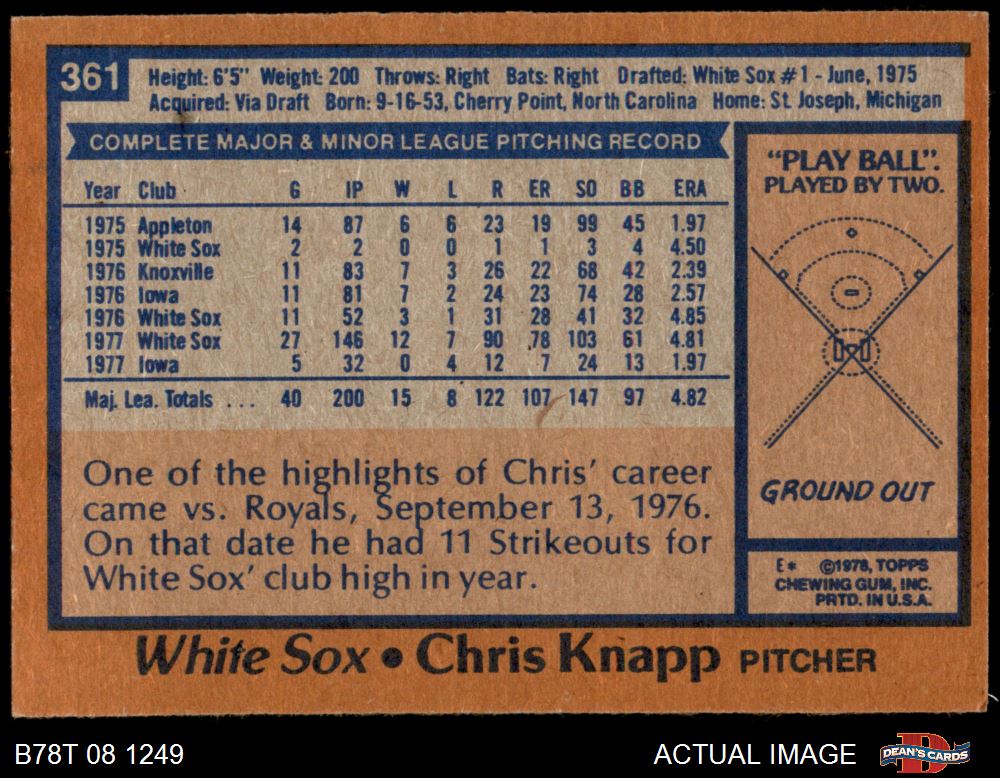 361
Height: 6'5" Weight: 200 Throws: Right Bats: Right Drafted: White Sox #1 - June, 1975
Acquired: Via Draft Born: 9-16-53, Cherry Point, North Carolina Home: St. Joseph, Michigan
COMPLETE MAJOR & MINOR LEAGUE PITCHING RECORD
Year Club G IP W L R ER SO BB ERA
1975 Appleton 14 87 6 6 23 19 99 45 1.97
1975 White Sox 2 2 0 0 1 1 3 4 4.50
1976 Knoxville 11 83 7 3 26 22 68 42 2.39
1976 Iowa 11 81 7 2 24 23 74 28 2.57
1976 White Sox 11 52 3 1 31 28 41 32 4.85
1977 White Sox 27 146 12 7 90 78 103 61 4.81
1977 Iowa 5 32 0 4 12 7 24 13 1.97
Maj. Lea. Totals ... 40 200 15 8 122 107 147 97 4.82
One of the highlights of Chris' career
came vs. Royals, September 13, 1976.
On that date he had 11 Strikeouts for
White Sox' club high in year.
"PLAY BALL":
PLAYED BY TWO.
GROUND OUT
E* ©1978, TOPPS
CHEWING GUM, INC.
PRTD. IN U.S.A.
White Sox • Chris Knapp PITCHER
B78T 08 1249
ACTUAL IMAGE
DEAN'S CARDS